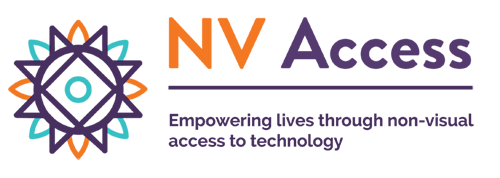 NV Access
Empowering lives through non-visual
access to technology